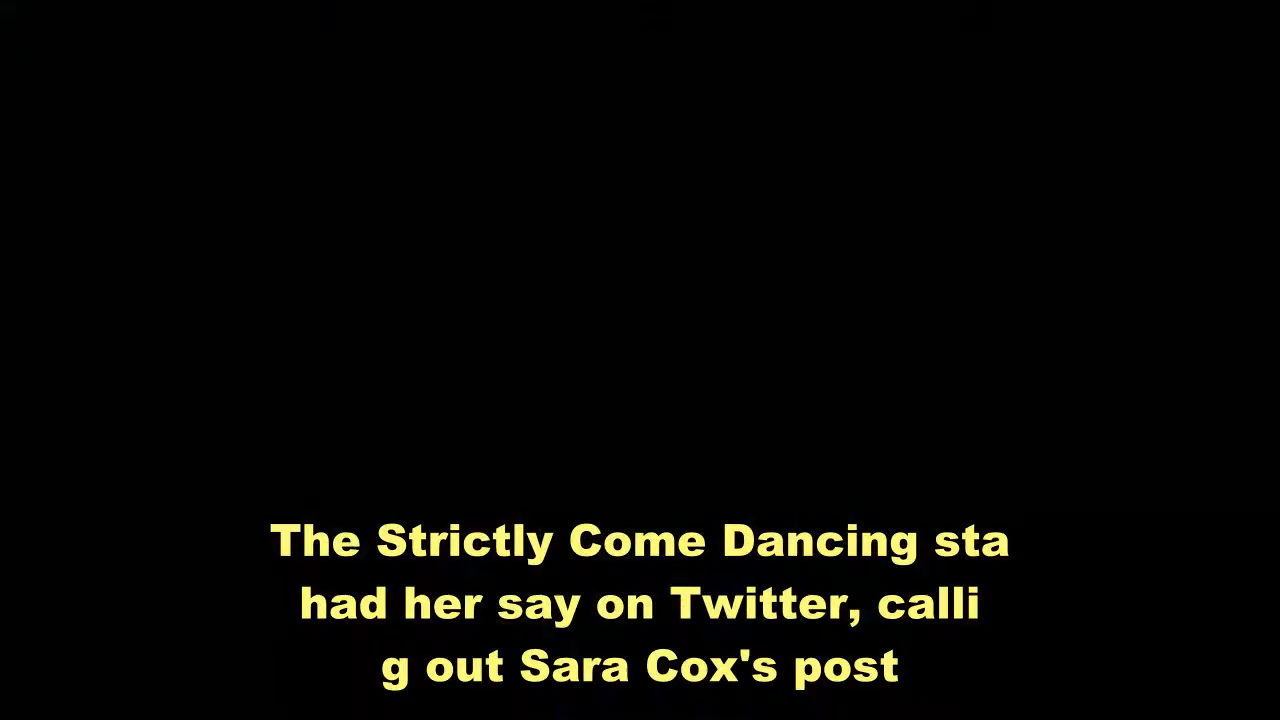 The Strictly Come Dancing sta
had her say on Twitter, calli
g out Sara Cox's post